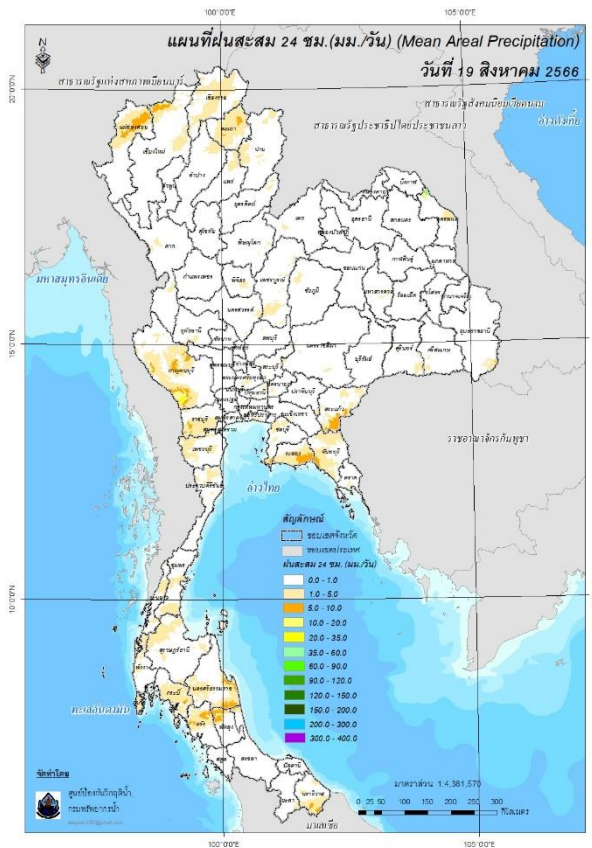 100°0'0"E 105°0'0"E
แผนที่ฝนสะสม 24 ชม.(มม./วัน) (Mean Areal Precipitation)
วันที่ 19 สิงหาคม 2566
N
20°0'0"N
สาธารณรัฐแห่งสหภาพเมียนมาร์
สาธารณรัฐสังคมนิยมเวียดนาม
สาธารณรัฐประชาธิปไตยประชาชนลาว
อ่าวตังเกี๋ย
เชียงราย
แม่ฮ่องสอน
พะเยา
เชียงใหม่
น่าน
ลำปาง
แพร่
ลำพูน
อุตรดิตถ์
บึงกาฬ
เลย
อุดรธานี
สกลนคร
สุโขทัย
ตาก
พิษณุโลก
มหาสมุทรอินเดีย
กำแพงเพชร
พิจิตร
เพชรบูรณ์
ขอนแก่น
กาฬสินธุ์
ชัยภูมิ
นครสวรรค์
อุบลราชธานี
15°0'0"N
อุทัยธานี
ลพบุรี
บุรีรัมย์
สุรินทร์
ศรีสะเกษ
กาญจนบุรี
สระแก้ว
ราชบุรี
ชลบุรี
เพชรบุรี
ระยอง
จันทบุรี
ตราด
ราชอาณาจักรกัมพูชา
อ่าวไทย
ประจวบคีรีขันธ์
สัญลักษณ์
ขอบเขตจังหวัด
ขอบเขตประเทศ
ฝนสะสม 24 ชม. (มม./วัน)
0.0 - 1.0
1.0 - 5.0
5.0 - 10.0
10.0 - 20.0
20.0 - 35.0
35.0 - 60.0
60.0 - 90.0
90.0 - 120.0
120.0 - 150.0
150.0 - 200.0
200.0 - 300.0
300.0 - 400.0
10°0'0"N
ชุมพร
ระนอง
สุราษฎร์ธานี
พังงา
กระบี่
นครศรีธรรมราช
ทะเลอันดามัน
ตรัง
พัทลุง
สตูล
สงขลา
ปัตตานี
ยะลา
นราธิวาส
มาเลเซีย
จัดทำโดย
ศูนย์ป้องกันวิกฤติน้ำ
กรมทรัพยากรน้ำ
มาตราส่วน 1:4,381,570
0 25 50 100 150 200 250 300
กิโลเมตร
100°0'0"E 105°0'0"E